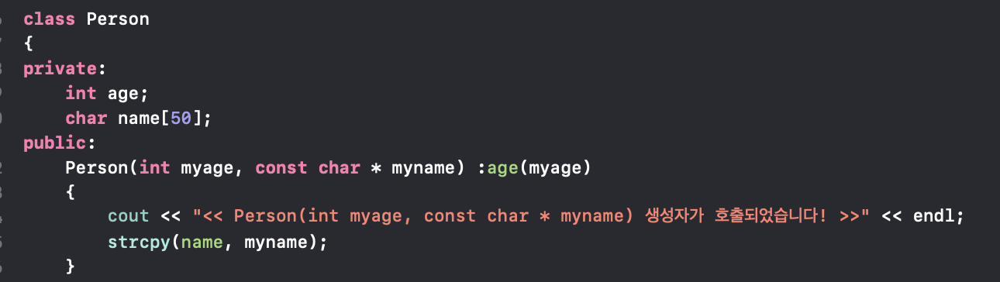 class Person
{
private:
    int age;
    char name[50];
public:
    Person(int myage, const char * myname) :age(myage)
    {
        cout << "<< Person(int myage, const char * myname) 생성자가 호출되었습니다! >>" << endl;
        strcpy(name, myname);
    }